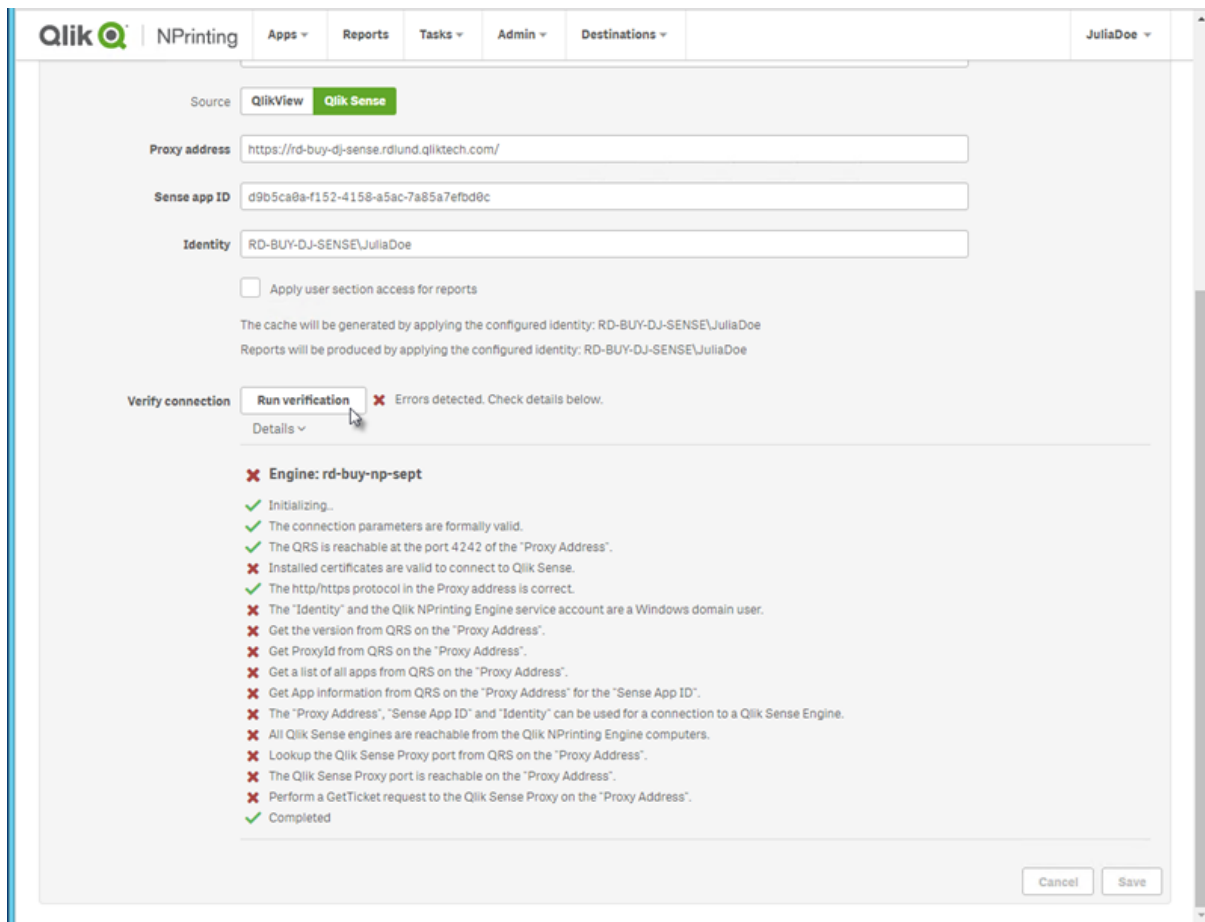 Qlik NPrinting Apps Reports Tasks Admin Destinations JuliaDoe
Source QlikView Qlik Sense
Proxy address https://rd-buy-dj-sense.rdlund.qliktech.com/
Sense app ID d9b5ca0a-f152-4158-a5ac-7a85a7efbd0c
Identity RD-BUY-DJ-SENSE\JuliaDoe
Apply user section access for reports
The cache will be generated by applying the configured identity: RD-BUY-DJ-SENSE\JuliaDoe
Reports will be produced by applying the configured identity: RD-BUY-DJ-SENSE\JuliaDoe
Verify connection Run verification Errors detected. Check details below.
Details
Engine: rd-buy-np-sept
Initializing..
The connection parameters are formally valid.
The QRS is reachable at the port 4242 of the "Proxy Address".
Installed certificates are valid to connect to Qlik Sense.
The http/https protocol in the Proxy address is correct.
The "Identity" and the Qlik NPrinting Engine service account are a Windows domain user.
Get the version from QRS on the "Proxy Address".
Get ProxyId from QRS on the "Proxy Address".
Get a list of all apps from QRS on the "Proxy Address".
Get App information from QRS on the "Proxy Address" for the "Sense App ID".
The "Proxy Address", "Sense App ID" and "Identity" can be used for a connection to a Qlik Sense Engine.
All Qlik Sense engines are reachable from the Qlik NPrinting Engine computers.
Lookup the Qlik Sense Proxy port from QRS on the "Proxy Address".
The Qlik Sense Proxy port is reachable on the "Proxy Address".
Perform a GetTicket request to the Qlik Sense Proxy on the "Proxy Address".
Completed
Cancel Save